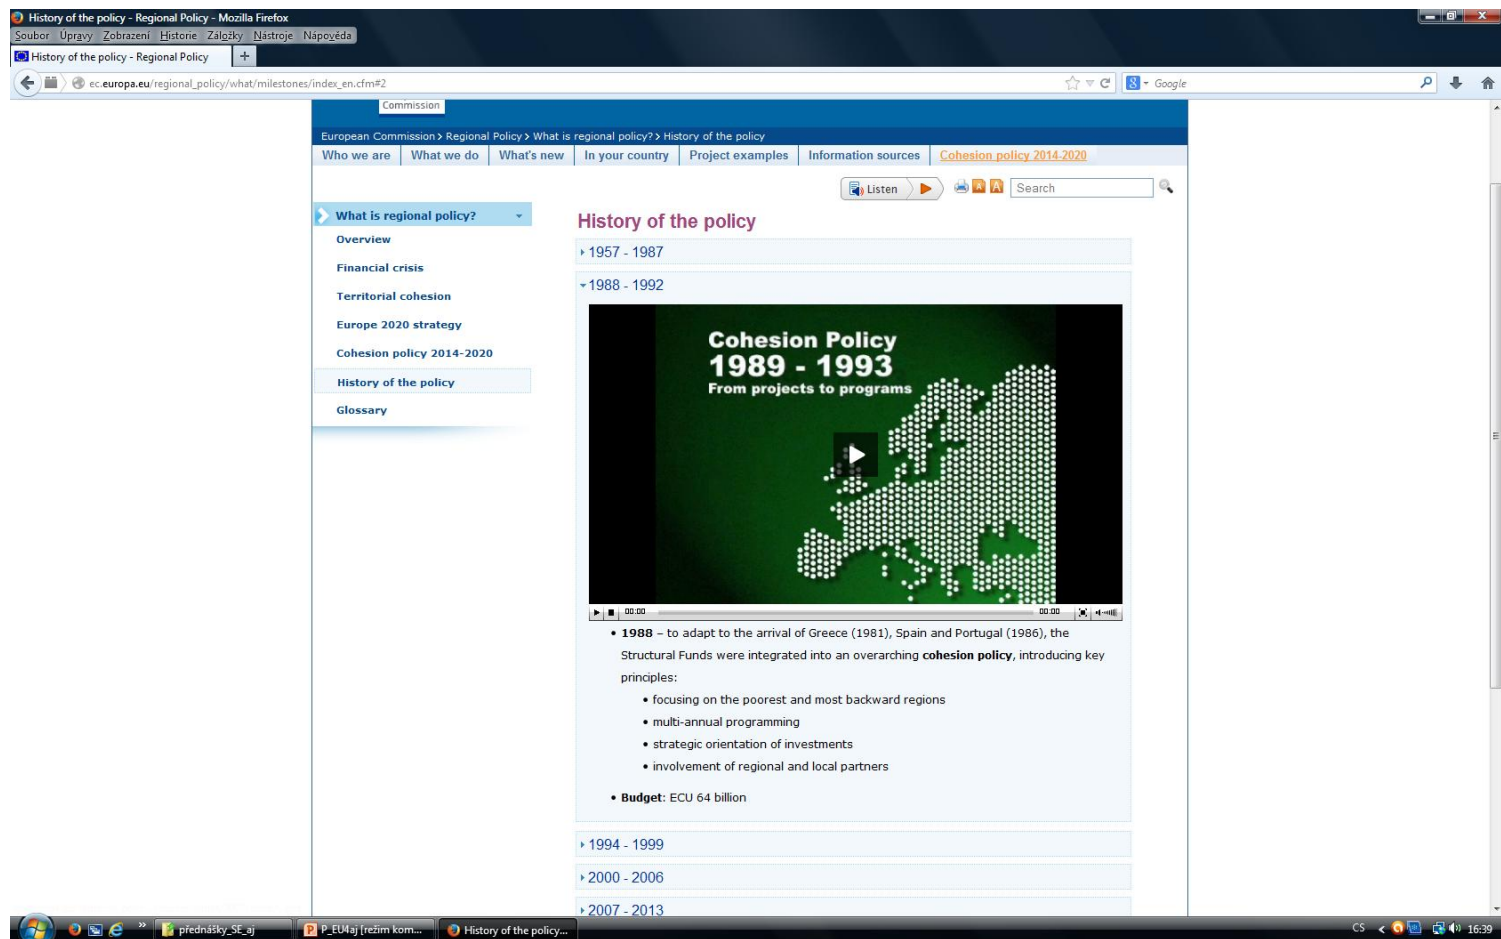 History of the policy - Regional Policy - Mozilla Firefox
Soubor Úpravy Zobrazení Historie Záložky Nástroje Nápověda
History of the policy - Regional Policy
ec.europa.eu/regional_policy/what/milestones/index_en.cfm#2
Google
Commission
European Commission > Regional Policy > What is regional policy? > History of the policy
Who we are What we do What's new In your country Project examples Information sources Cohesion policy 2014-2020
Listen A A Search
What is regional policy?
Overview
Financial crisis
Territorial cohesion
Europe 2020 strategy
Cohesion policy 2014-2020
History of the policy
Glossary
History of the policy
1957 - 1987
1988 - 1992
Cohesion Policy
1989 - 1993
From projects to programs
00:00 00:00
• 1988 – to adapt to the arrival of Greece (1981), Spain and Portugal (1986), the
Structural Funds were integrated into an overarching cohesion policy, introducing key
principles:
• focusing on the poorest and most backward regions
• multi-annual programming
• strategic orientation of investments
• involvement of regional and local partners
• Budget: ECU 64 billion
1994 - 1999
2000 - 2006
2007 - 2013
přednášky_SE_aj P_EU4aj [režim kom... History of the policy... CS 16:39